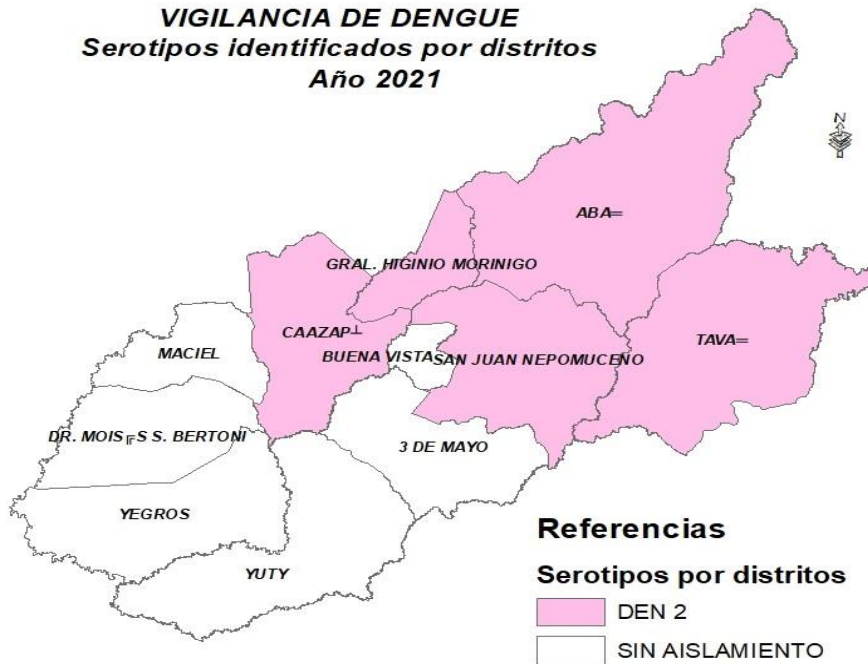 VIGILANCIA DE DENGUE
Serotipos identificados por distritos
Año 2021
N
ABA═
GRAL. HIGINIO MORINIGO
CAAZAP┴
TAVA═
MACIEL
BUENA VISTA
SAN JUAN NEPOMUCENO
DR. MOIS╔S S. BERTONI
3 DE MAYO
YEGROS
YUTY
Referencias
Serotipos por distritos
DEN 2
SIN AISLAMIENTO